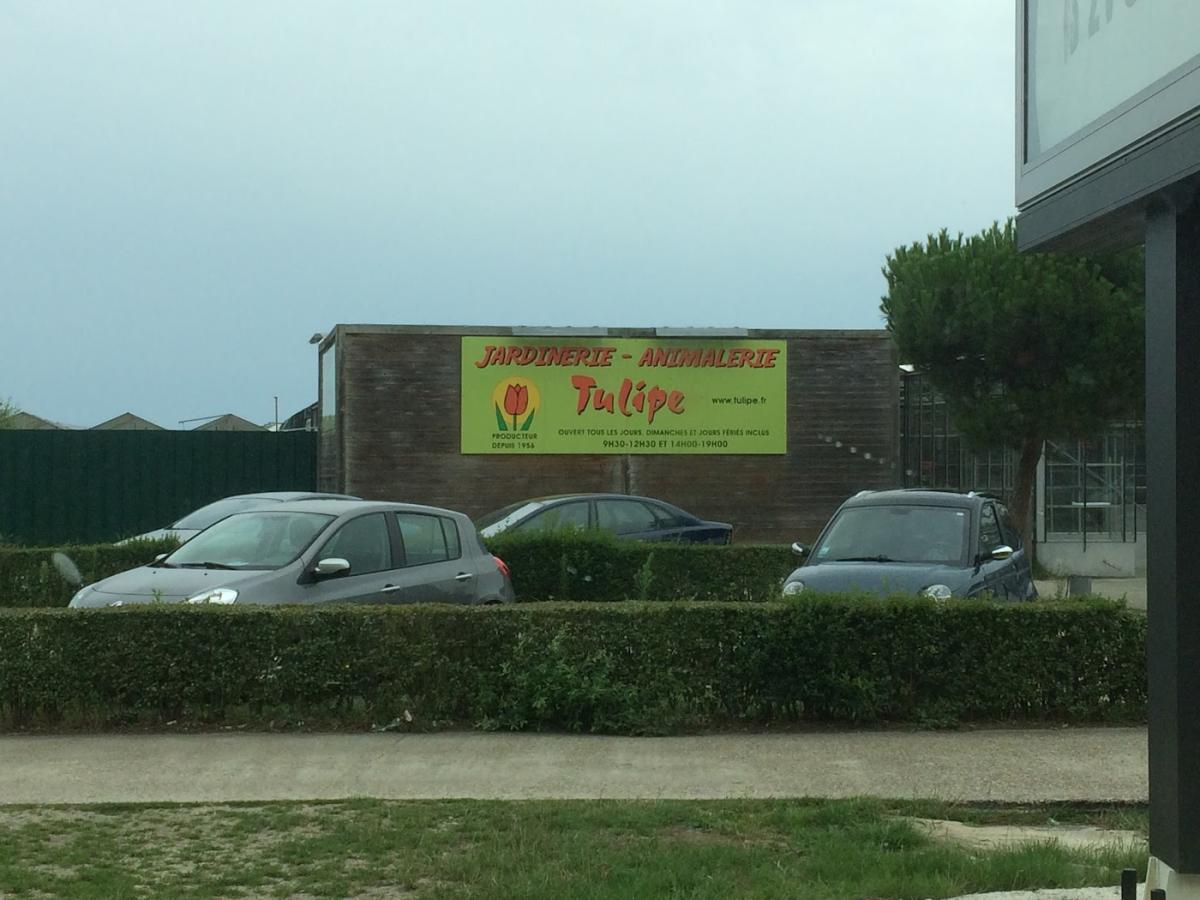 JARDINERIE - ANIMALERIE
Tulipe
www.tulipe.fr
PRODUCTEUR
DEPUIS 1956
OUVERT TOUS LES JOURS, DIMANCHES ET JOURS FÉRIÉS INCLUS
9H30-12H30 ET 14H00-19H00